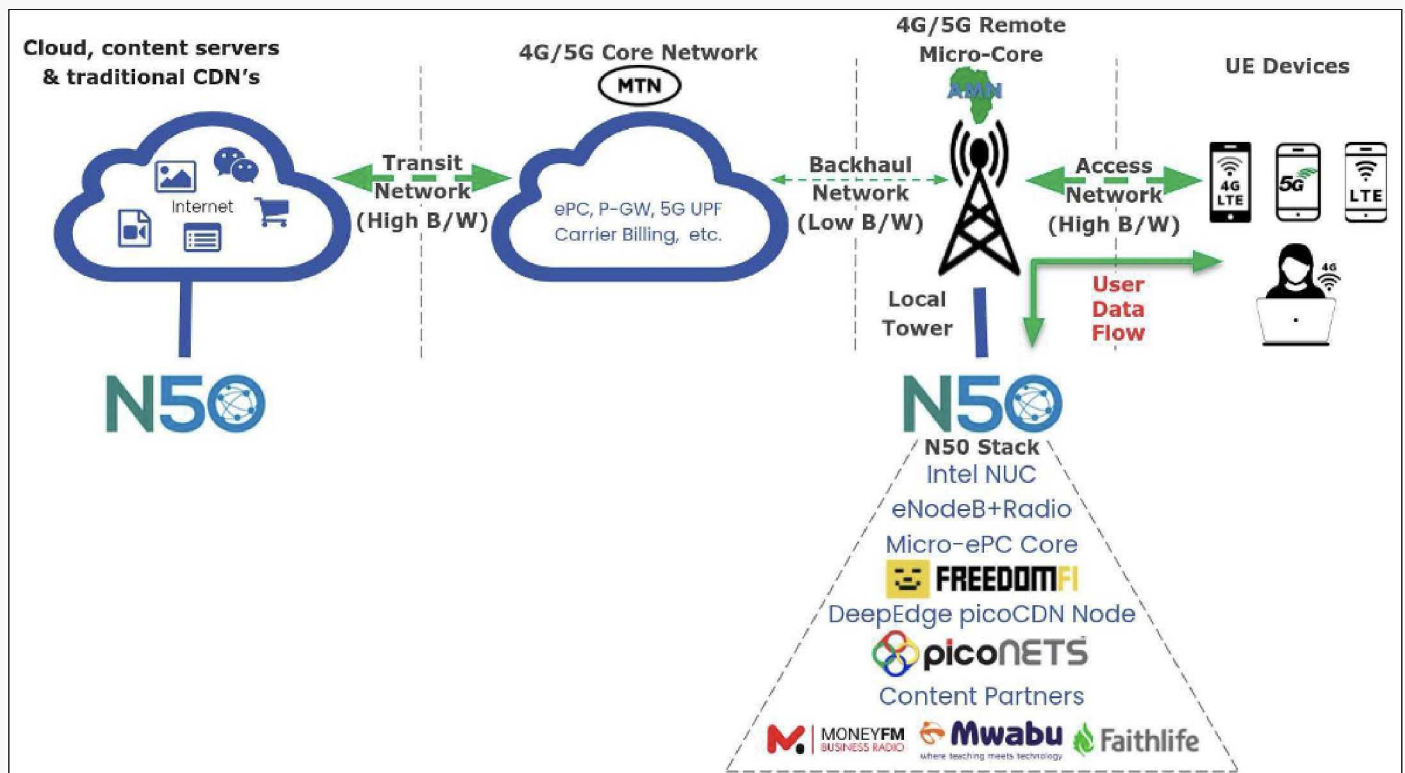 Cloud, content servers
& traditional CDN's
4G/5G Core Network
MTN
4G/5G Remote
Micro-Core
AMN
UE Devices
Internet
Transit
Network
(High B/W)
ePC, P-GW, 5G UPF
Carrier Billing, etc.
Backhaul
Network
(Low B/W)
Access
Network
(High B/W)
4G
LTE
5G
LTE
4G
User
Data
Flow
Local
Tower
N50
N50
N50 Stack
Intel NUC
eNodeB+Radio
Micro-ePC Core
FREEDOMFI
DeepEdge picoCDN Node
picoNETS
Content Partners
M. MONEYFM
BUSINESS RADIO
Mwabu
where teaching meets technology
Faithlife